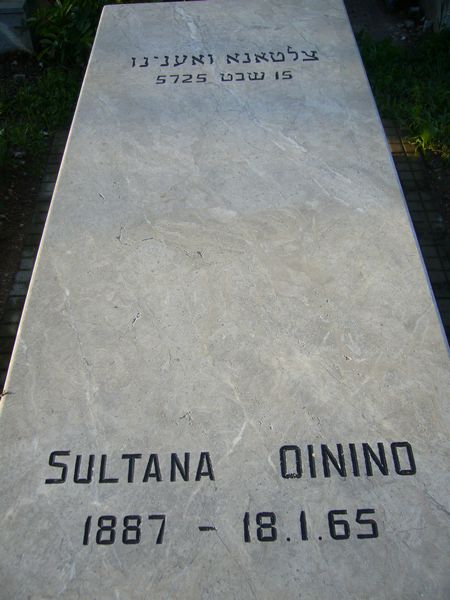 צלטאנא ואענינו
15 שבט 5725
SULTANA OININO
1887 - 18.1.65